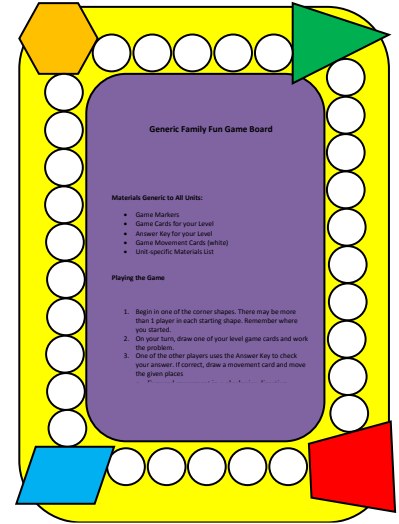 Generic Family Fun Game Board
Materials Generic to All Units:
• Game Markers
• Game Cards for your Level
• Answer Key for your Level
• Game Movement Cards (white)
• Unit-specific Materials List
Playing the Game
1. Begin in one of the corner shapes. There may be more
than 1 player in each starting shape. Remember where
you started.
2. On your turn, draw one of your level game cards and work
the problem.
3. One of the other players uses the Answer Key to check
your answer. If correct, draw a movement card and move
the given places